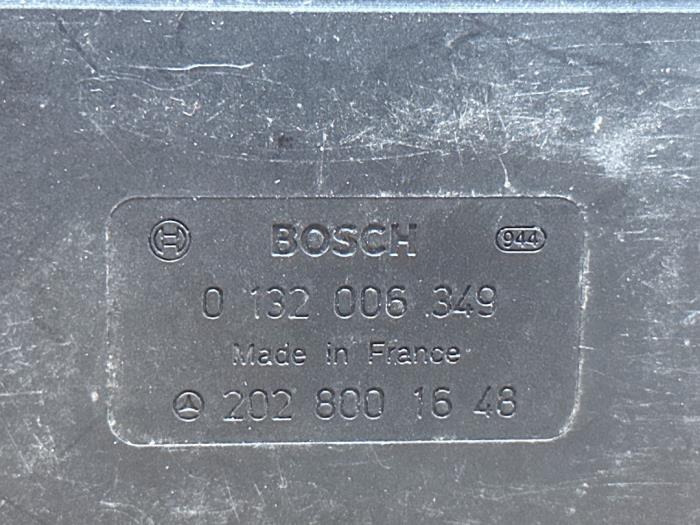 BOSCH 944
0 132 006 349
Made in France
202 800 16 48